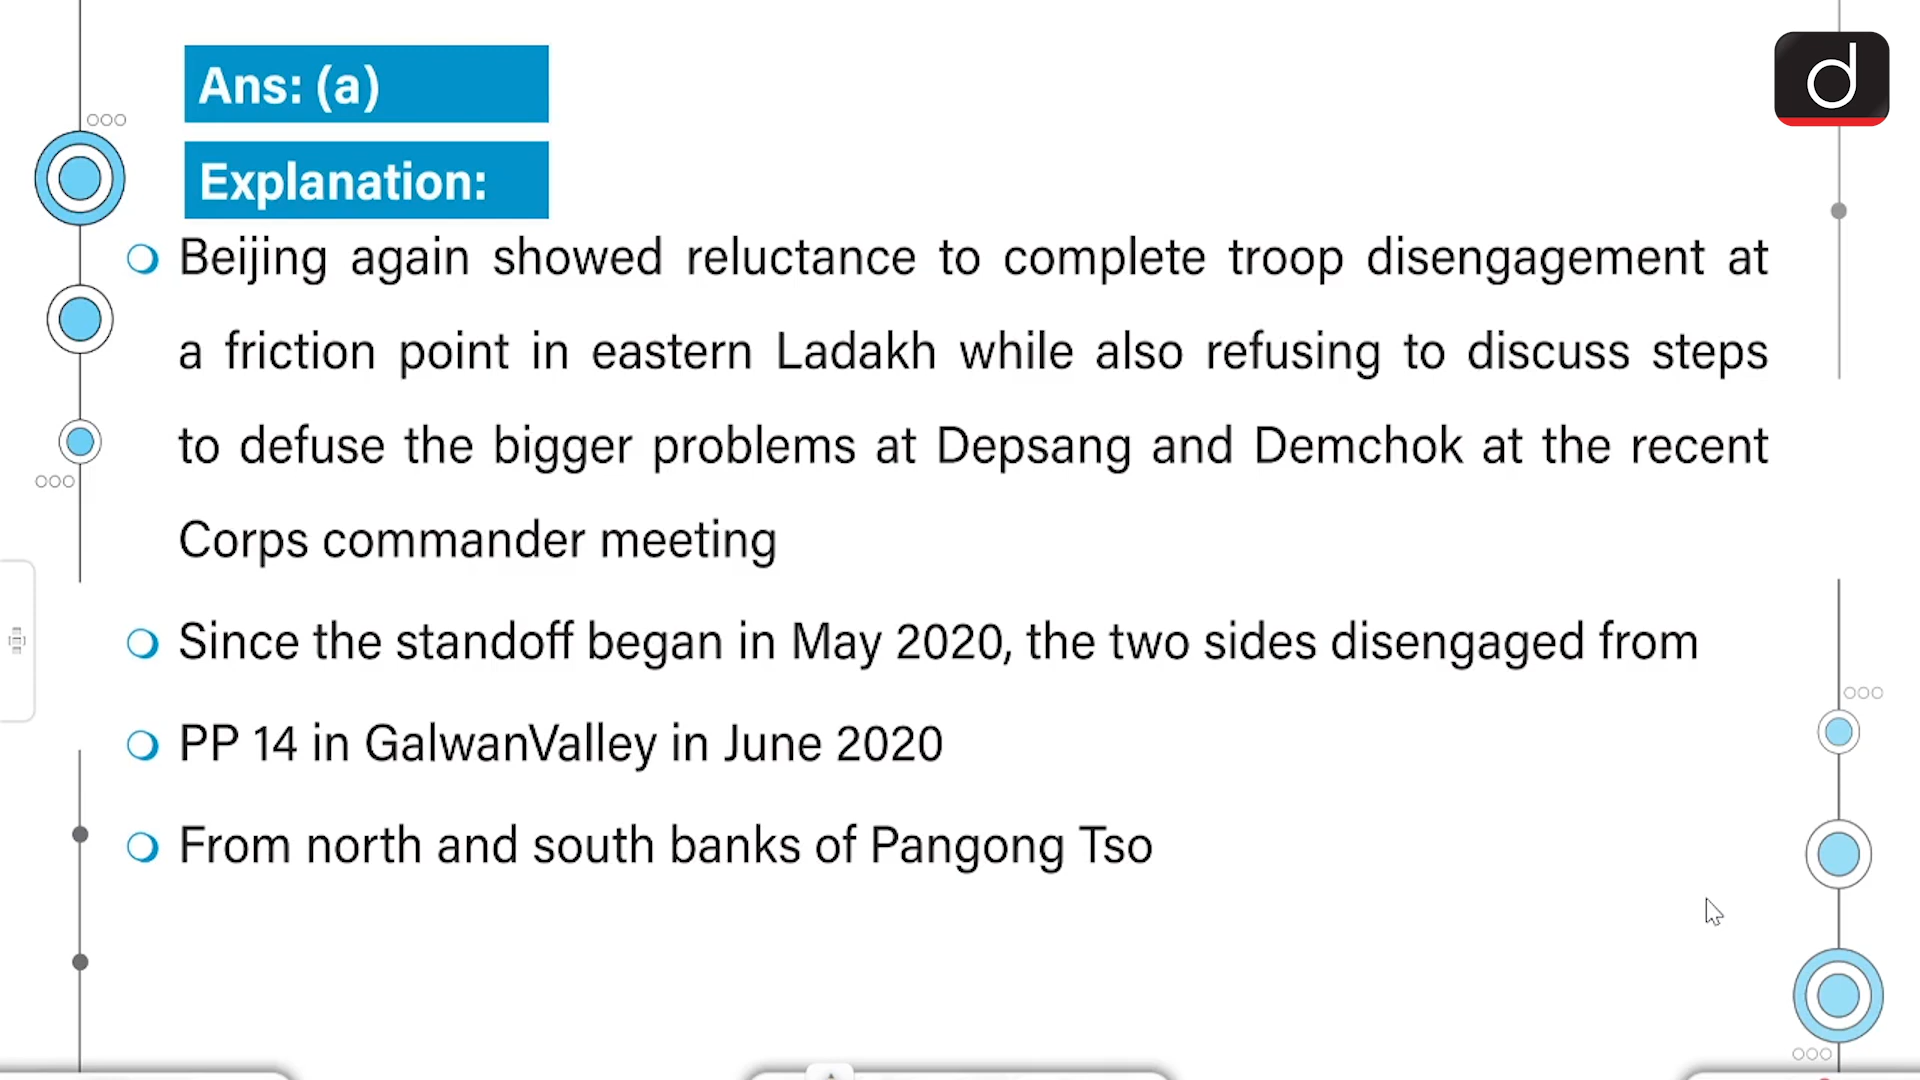 Ans: (a)
d
Explanation:
Beijing again showed reluctance to complete troop disengagement at
a friction point in eastern Ladakh while also refusing to discuss steps
to defuse the bigger problems at Depsang and Demchok at the recent
Corps commander meeting
Since the standoff began in May 2020, the two sides disengaged from
PP 14 in GalwanValley in June 2020
From north and south banks of Pangong Tso